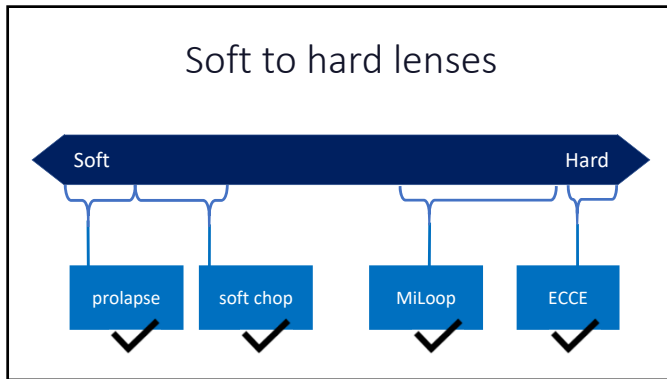 Soft to hard lenses
Soft Hard
prolapse soft chop MiLoop ECCE